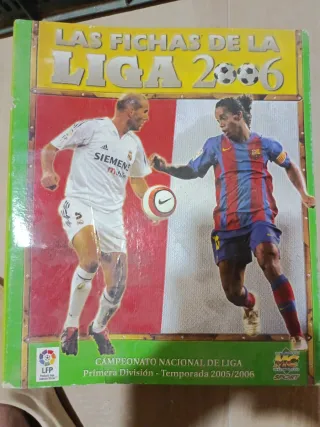 LAS FICHAS DE LA
LIGA 2006
SIEMENS
LFP
CAMPEONATO NACIONAL DE LIGA
Primera División - Temporada 2005/2006